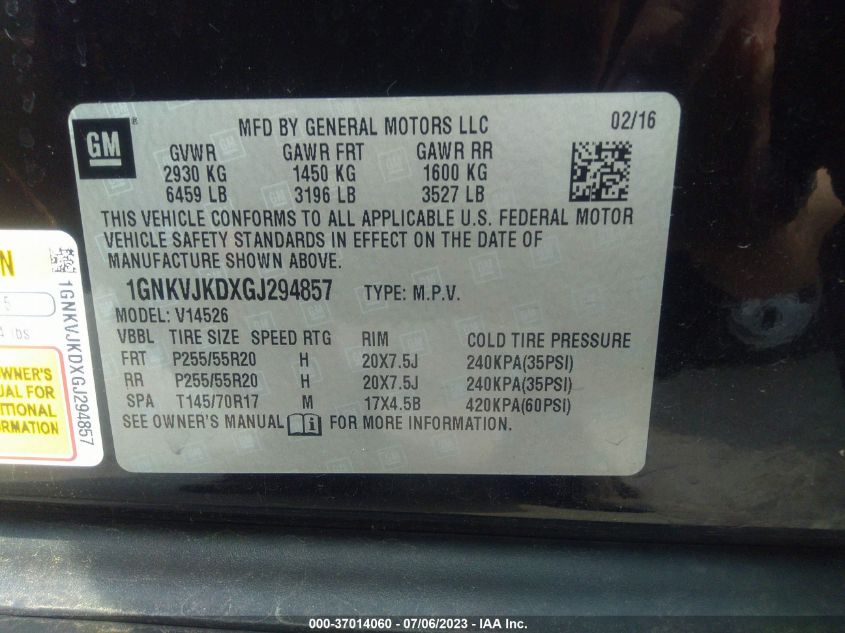 GM
MFD BY GENERAL MOTORS LLC 02/16
GVWR GAWR FRT GAWR RR
2930 KG 1450 KG 1600 KG
6459 LB 3196 LB 3527 LB
THIS VEHICLE CONFORMS TO ALL APPLICABLE U.S. FEDERAL MOTOR
VEHICLE SAFETY STANDARDS IN EFFECT ON THE DATE OF
MANUFACTURE SHOWN ABOVE.
1GNKVJKDXGJ294857 TYPE: M.P.V.
MODEL: V14526
VBBL TIRE SIZE SPEED RTG RIM COLD TIRE PRESSURE
FRT P255/55R20 H 20X7.5J 240KPA(35PSI)
RR P255/55R20 H 20X7.5J 240KPA(35PSI)
SPA T145/70R17 M 17X4.5B 420KPA(60PSI)
SEE OWNER'S MANUAL FOR MORE INFORMATION.
N
5
lbs
OWNER'S
UAL FOR
ITIONAL
RMATION
1GNKVJKDXGJ294857
000-37014060 - 07/06/2023 - IAA Inc.